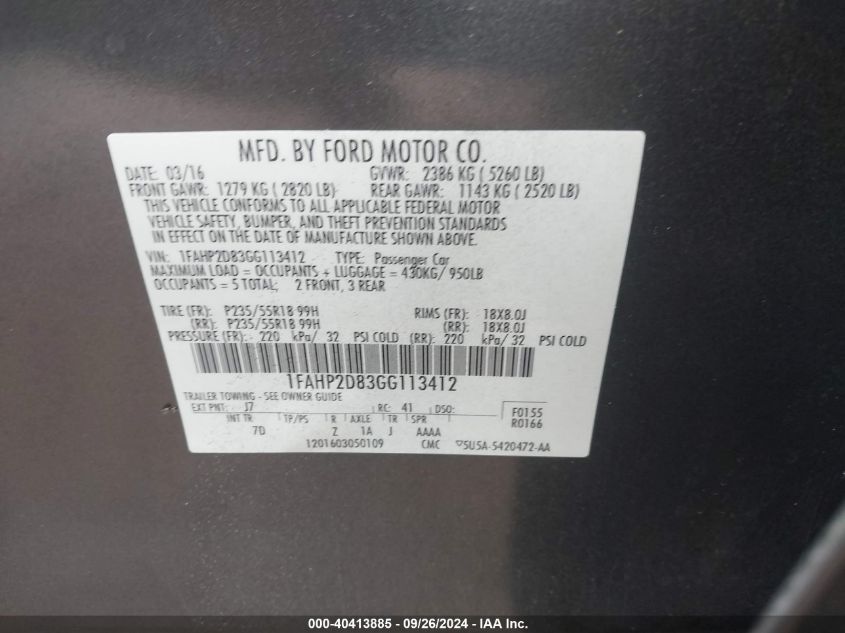 MFD. BY FORD MOTOR CO.
DATE: 03/16 GVWR: 2386 KG ( 5260 LB)
FRONT GAWR: 1279 KG ( 2820 LB) REAR GAWR: 1143 KG ( 2520 LB)
THIS VEHICLE CONFORMS TO ALL APPLICABLE FEDERAL MOTOR
VEHICLE SAFETY, BUMPER, AND THEFT PREVENTION STANDARDS
IN EFFECT ON THE DATE OF MANUFACTURE SHOWN ABOVE.
VIN: 1FAHP2D83GG113412 TYPE: Passenger Car
MAXIMUM LOAD = OCCUPANTS + LUGGAGE = 430KG/ 950LB
OCCUPANTS = 5 TOTAL; 2 FRONT, 3 REAR
TIRE (FR): P235/55R18 99H RIMS (FR): 18X8.0J
(RR): P235/55R18 99H (RR): 18X8.0J
PRESSURE (FR): 220 kPa/ 32 PSI COLD (RR): 220 kPa/ 32 PSI COLD
1FAHP2D83GG113412
TRAILER TOWING - SEE OWNER GUIDE
EXT PNT: J7 RC: 41 DSO: F0155
INT TR TP/PS R AXLE TR SPR R0166
7D Z 1A J AAAA
1201603050109 CMC 5U5A-5420472-AA
000-40413885 - 09/26/2024 - IAA Inc.